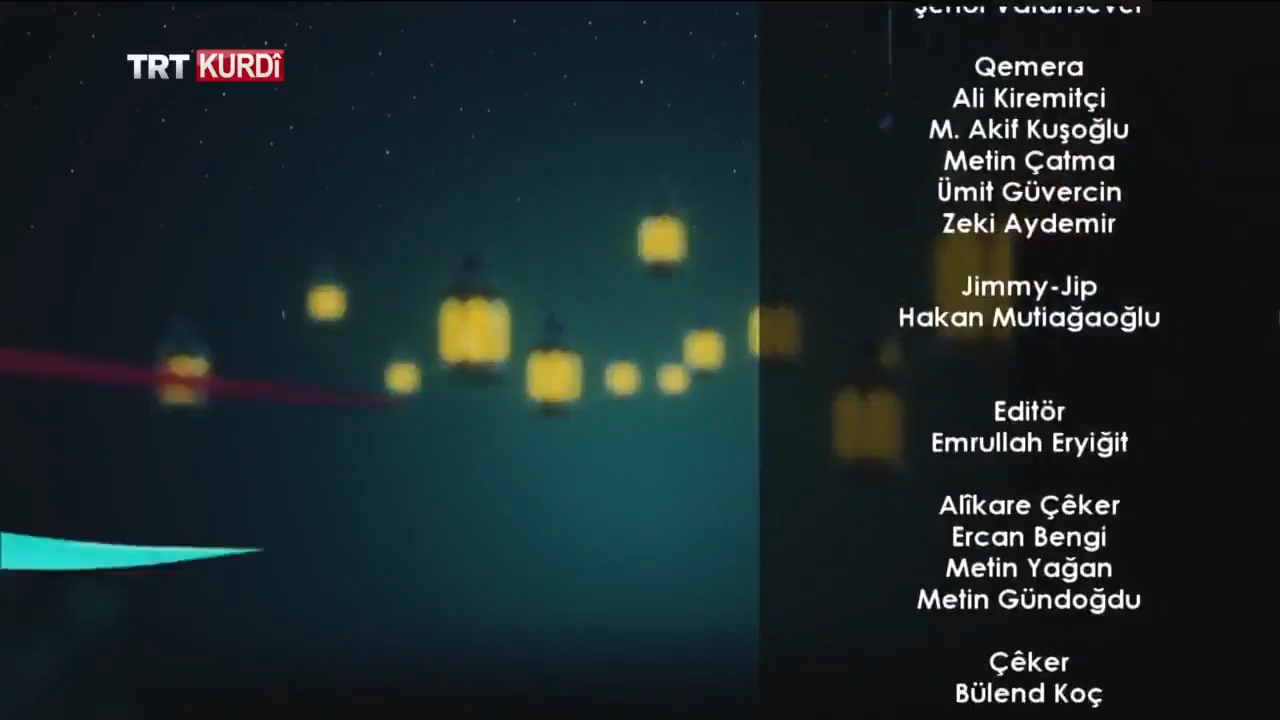 TRT KURDÎ
Qemera
Ali Kiremitçi
M. Akif Kuşoğlu
Metin Çatma
Ümit Güvercin
Zeki Aydemir
Jimmy-Jip
Hakan Mutiağaoğlu
Editör
Emrullah Eryiğit
Alîkare Çêker
Ercan Bengi
Metin Yağan
Metin Gündoğdu
Çêker
Bülend Koç